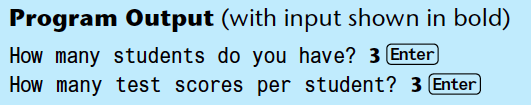 Program Output (with input shown in bold)
How many students do you have? 3 Enter
How many test scores per student? 3 Enter